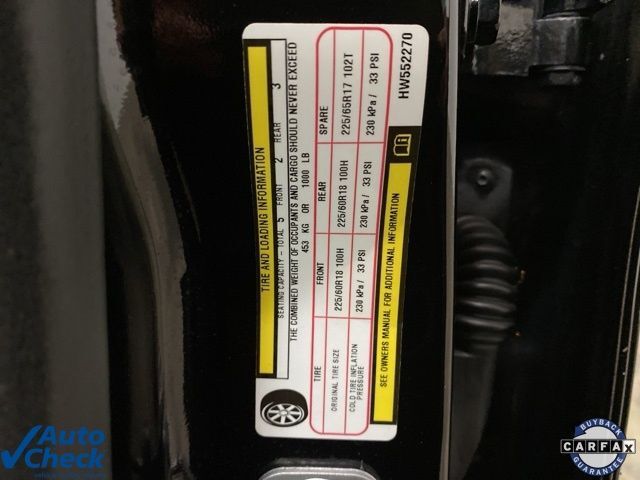 TIRE AND LOADING INFORMATION
SEATING CAPACITY - TOTAL 5 FRONT 2 REAR 3
THE COMBINED WEIGHT OF OCCUPANTS AND CARGO SHOULD NEVER EXCEED
453 KG OR 1000 LB
TIRE FRONT REAR SPARE
ORIGINAL TIRE SIZE 225/60R18 100H 225/60R18 100H 225/65R17 102T
COLD TIRE INFLATION PRESSURE 230 kPa / 33 PSI 230 kPa / 33 PSI 230 kPa / 33 PSI
SEE OWNERS MANUAL FOR ADDITIONAL INFORMATION
HW552270
Auto
Check
BUYBACK
CARFAX
GUARANTEE